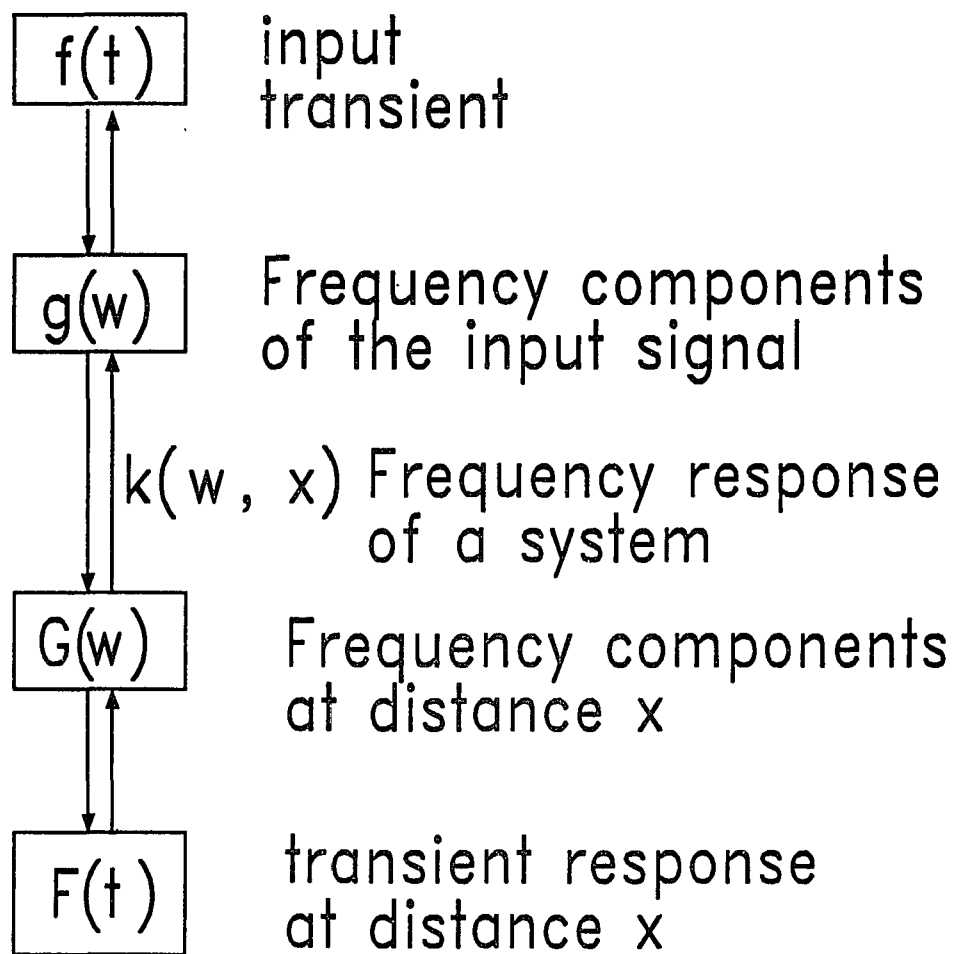 f(t) input
transient
g(w) Frequency components
of the input signal
k(w, x) Frequency response
of a system
G(w) Frequency components
at distance x
F(t) transient response
at distance x